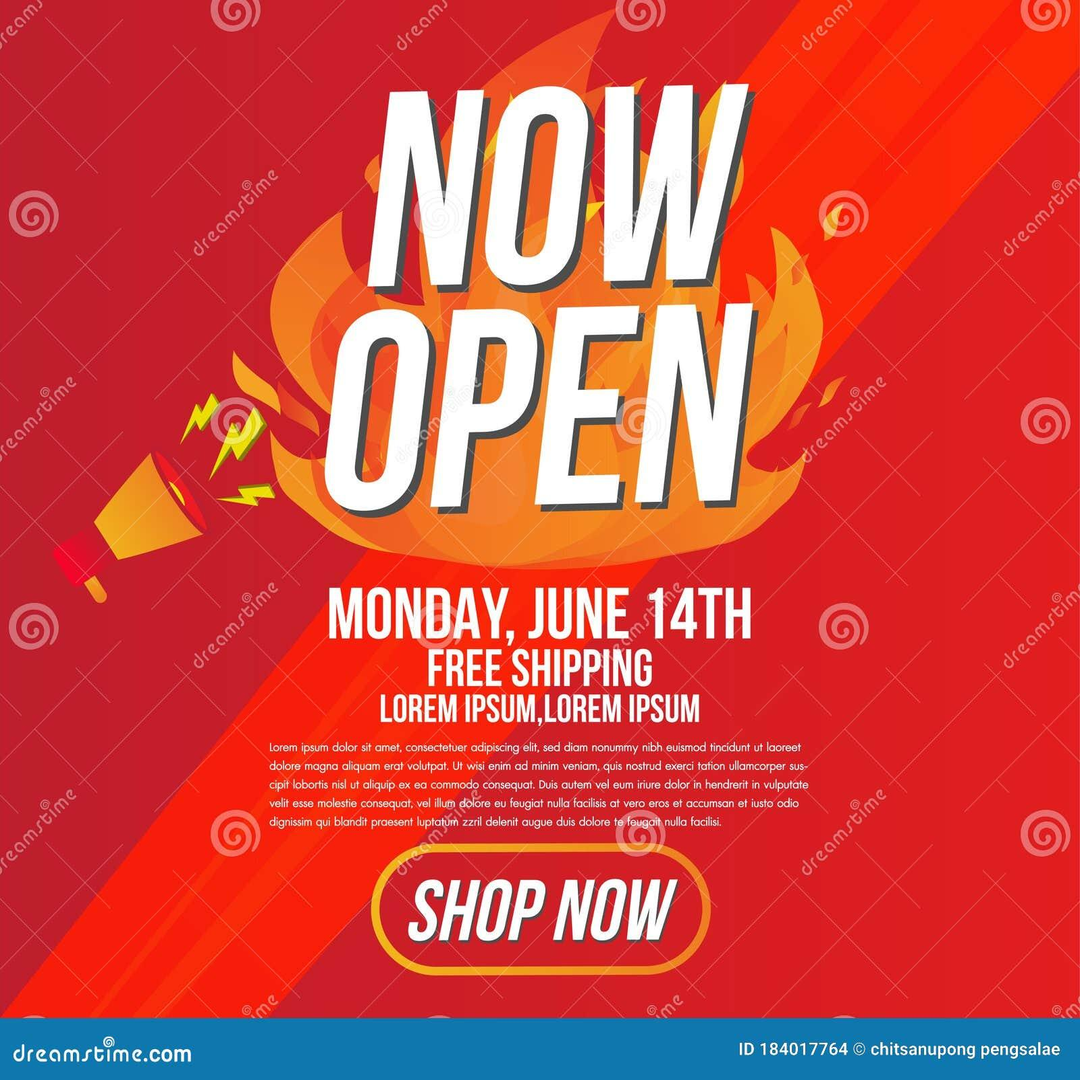 NOW
OPEN
MONDAY, JUNE 14TH
FREE SHIPPING
LOREM IPSUM,LOREM IPSUM
Lorem ipsum dolor sit amet, consectetuer adipiscing elit, sed diam nonummy nibh euismod tincidunt ut laoreet
dolore magna aliquam erat volutpat. Ut wisi enim ad minim veniam, quis nostrud exerci tation ullamcorper sus-
cipit lobortis nisl ut aliquip ex ea commodo consequat. Duis autem vel eum iriure dolor in hendrerit in vulputate
velit esse molestie consequat, vel illum dolore eu feugiat nulla facilisis at vero eros et accumsan et iusto odio
dignissim qui blandit praesent luptatum zzril delenit augue duis dolore te feugait nulla facilisi.
SHOP NOW
dreamstime.com
ID 184017764 © chitsanupong pengsalae